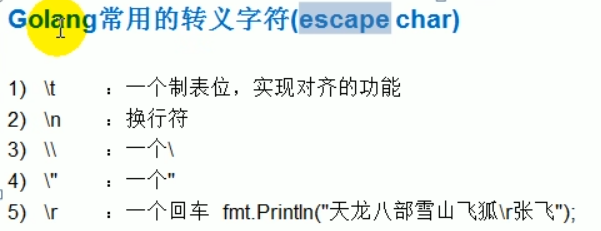 Golang常用的转义字符(escape char)
1) \t : 一个制表位，实现对齐的功能
2) \n : 换行符
3) \\ : 一个\
4) \" : 一个"
5) \r : 一个回车 fmt.Println("天龙八部雪山飞狐\r张飞");